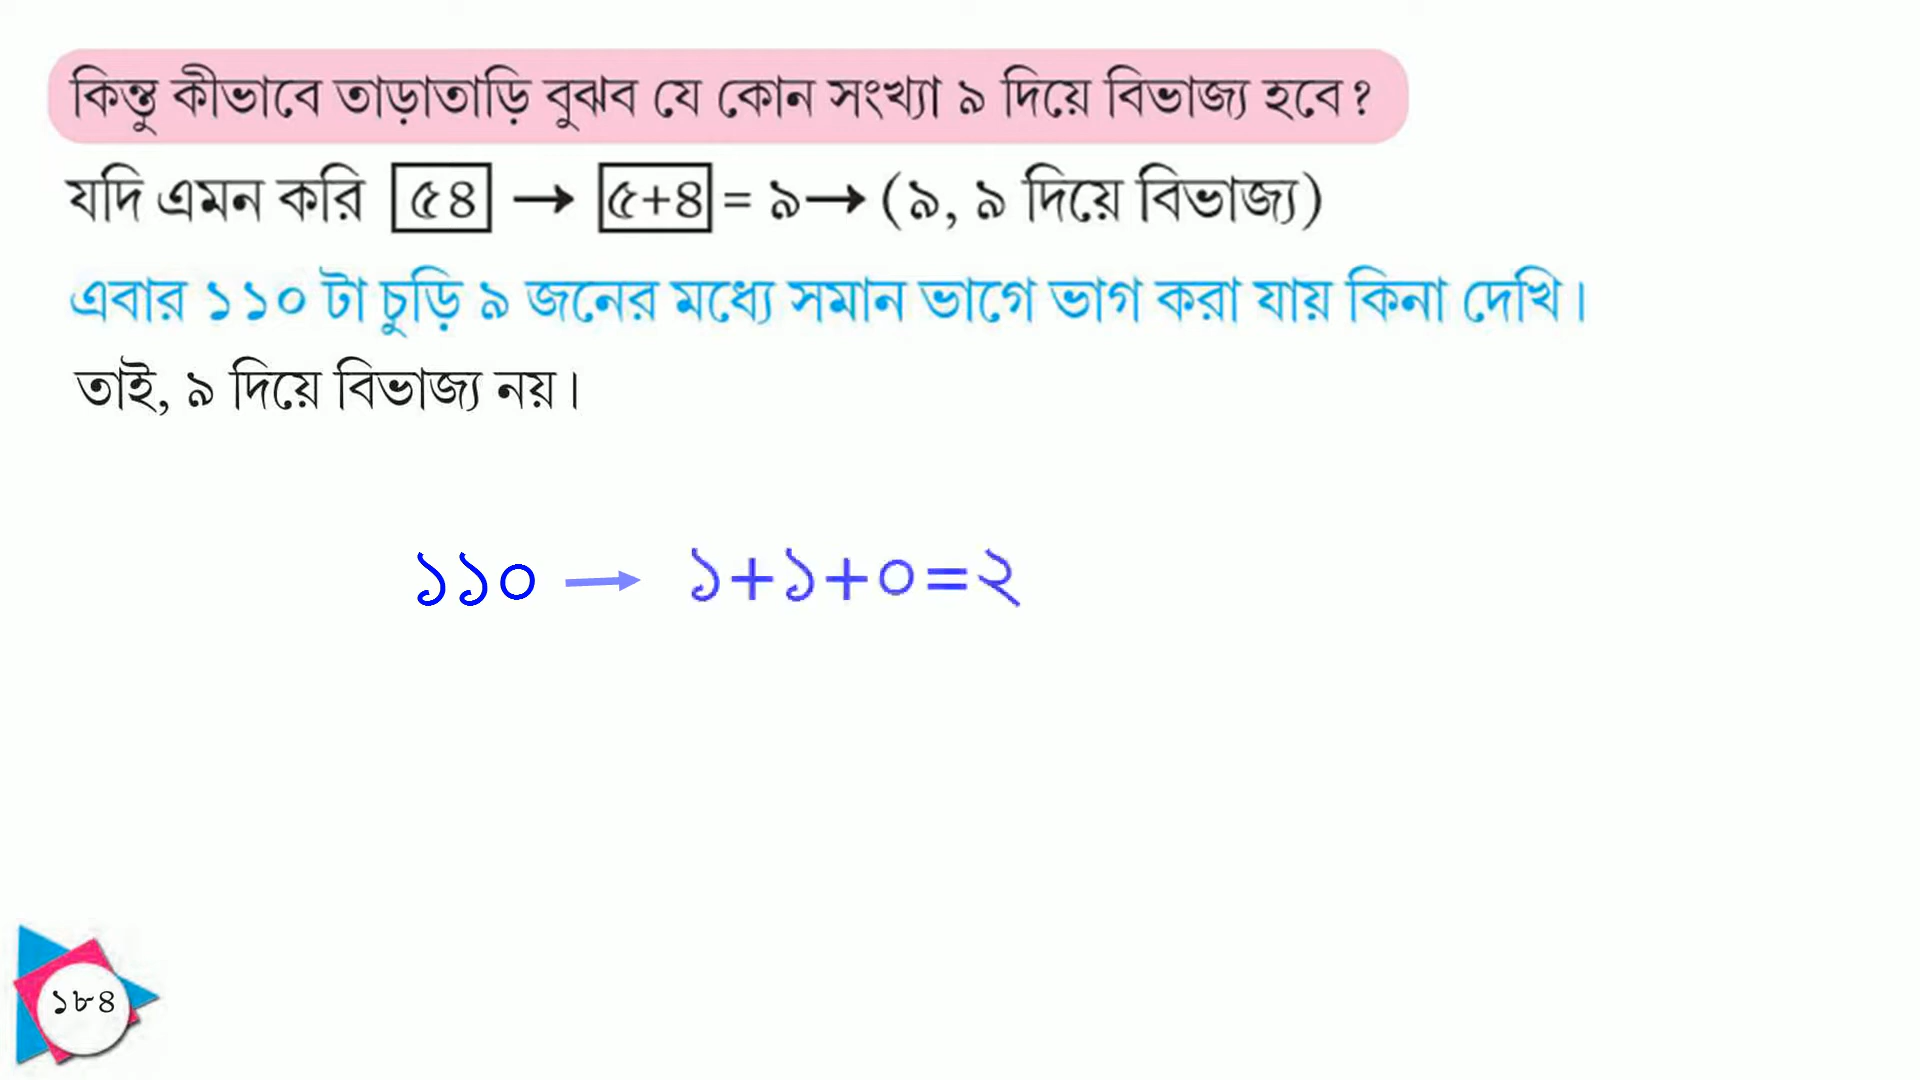 কিন্তু কীভাবে তাড়াতাড়ি বুঝব যে কোন সংখ্যা ৯ দিয়ে বিভাজ্য হবে?
যদি এমন করি ৫৪ → ৫+৪ = ৯→ (৯, ৯ দিয়ে বিভাজ্য)
এবার ১১০ টা চুড়ি ৯ জনের মধ্যে সমান ভাগে ভাগ করা যায় কিনা দেখি।
তাই, ৯ দিয়ে বিভাজ্য নয়।
১১০ → ১+১+০=২
১৮৪